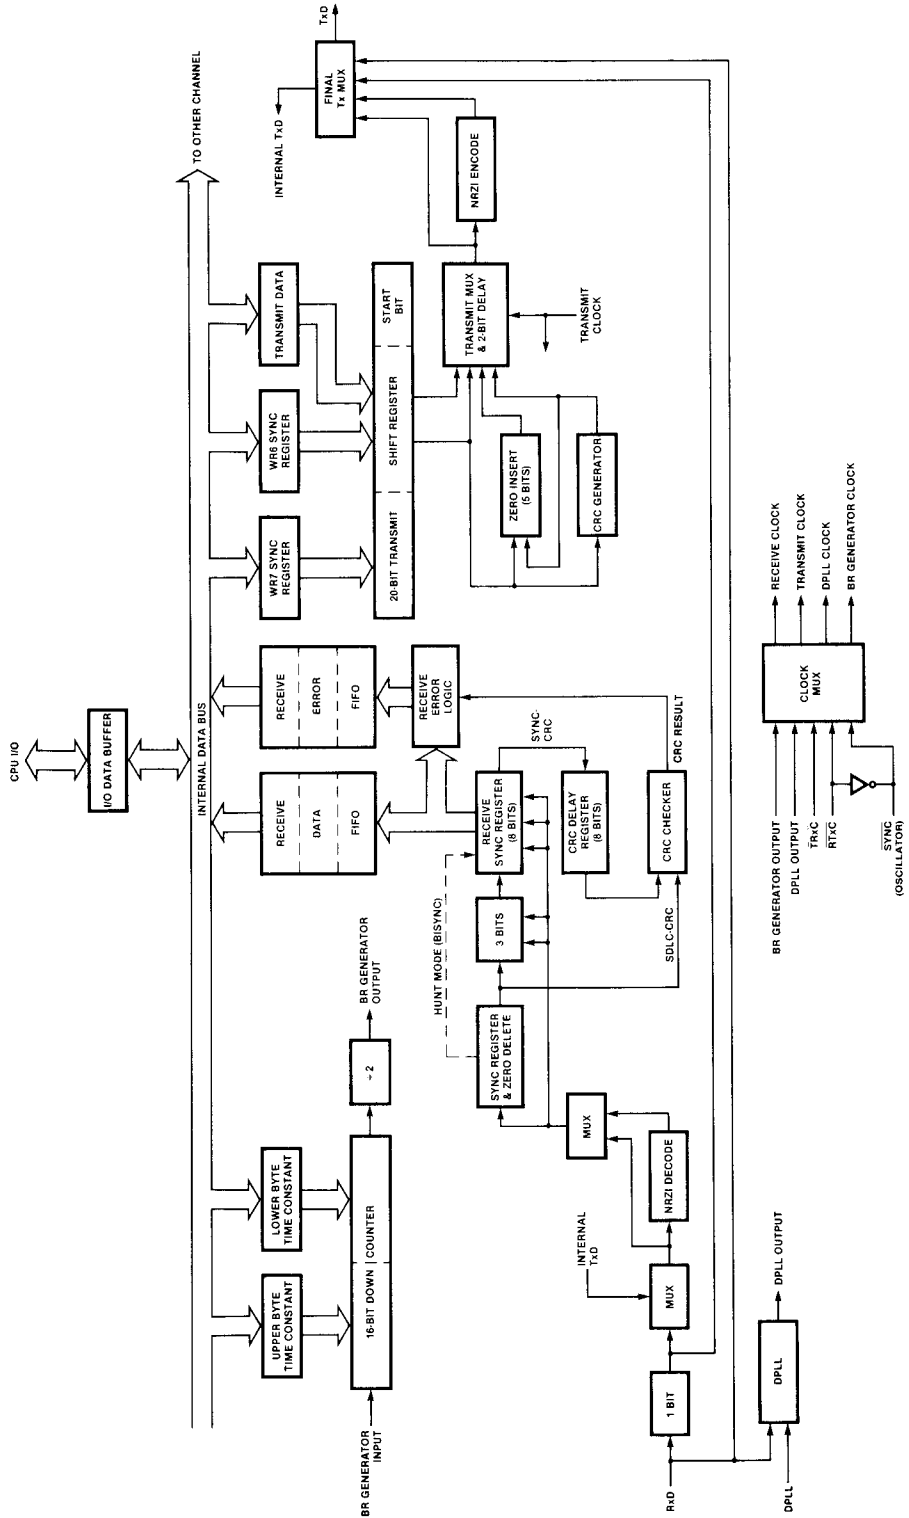 CPU I/O
I/O DATA BUFFER
INTERNAL DATA BUS
TO OTHER CHANNEL
UPPER BYTE
TIME CONSTANT
LOWER BYTE
TIME CONSTANT
16-BIT DOWN
COUNTER
BR GENERATOR
INPUT
÷ 2
BR GENERATOR
OUTPUT
RECEIVE
DATA
FIFO
RECEIVE
ERROR
FIFO
RECEIVE
ERROR
LOGIC
WR7 SYNC
REGISTER
WR6 SYNC
REGISTER
TRANSMIT DATA
20-BIT TRANSMIT
SHIFT REGISTER
START
BIT
INTERNAL TxD
FINAL
Tx MUX
TxD
NRZI ENCODE
TRANSMIT MUX
& 2-BIT DELAY
TRANSMIT
CLOCK
ZERO INSERT
(5 BITS)
CRC GENERATOR
HUNT MODE (BISYNC)
SYNC REGISTER
& ZERO DELETE
3 BITS
RECEIVE
SYNC REGISTER
(8 BITS)
SYNC-
CRC
CRC DELAY
REGISTER
(8 BITS)
CRC CHECKER
CRC RESULT
SDLC-CRC
MUX
NRZI DECODE
INTERNAL
TxD
MUX
1 BIT
RxD
DPLL
DPLL
DPLL OUTPUT
BR GENERATOR OUTPUT
DPLL OUTPUT
TRxC
RTxC
SYNC
(OSCILLATOR)
CLOCK
MUX
RECEIVE CLOCK
TRANSMIT CLOCK
DPLL CLOCK
BR GENERATOR CLOCK